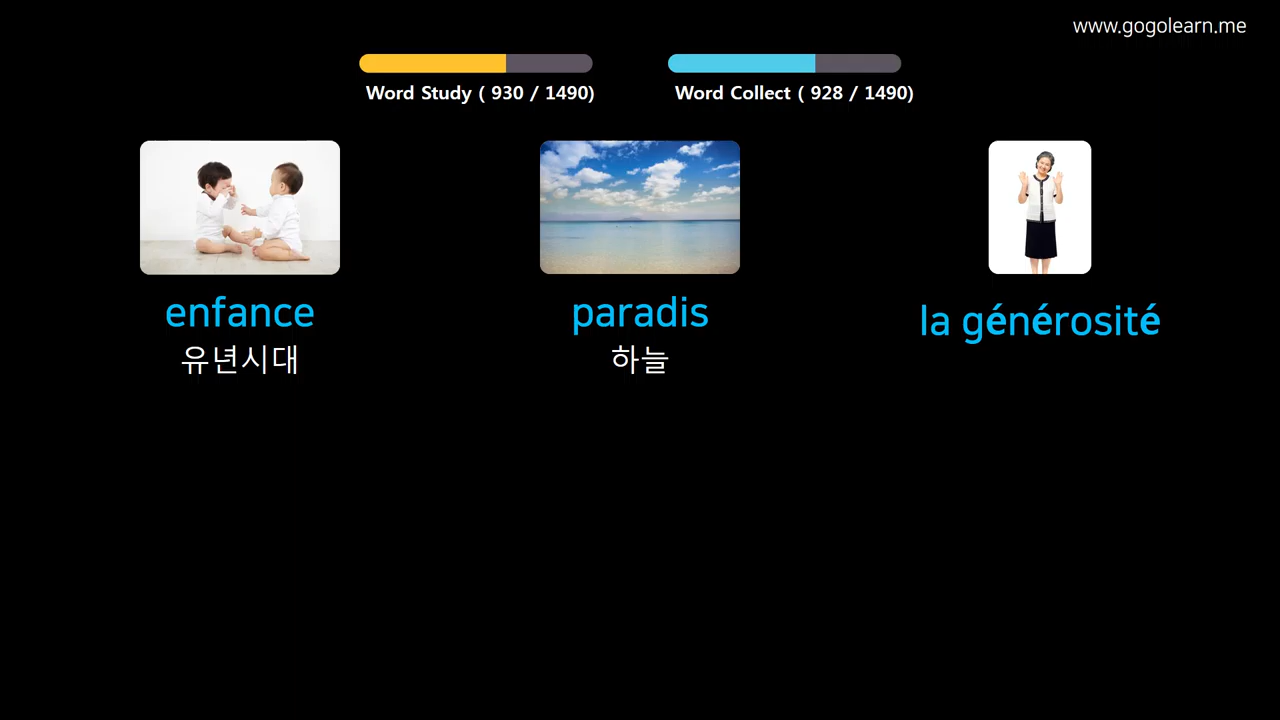 www.gogolearn.me
Word Study ( 930 / 1490)
Word Collect ( 928 / 1490)
enfance
유년시대
paradis
하늘
la générosité